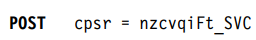 POST cpsr = nzcvqiFt_SVC